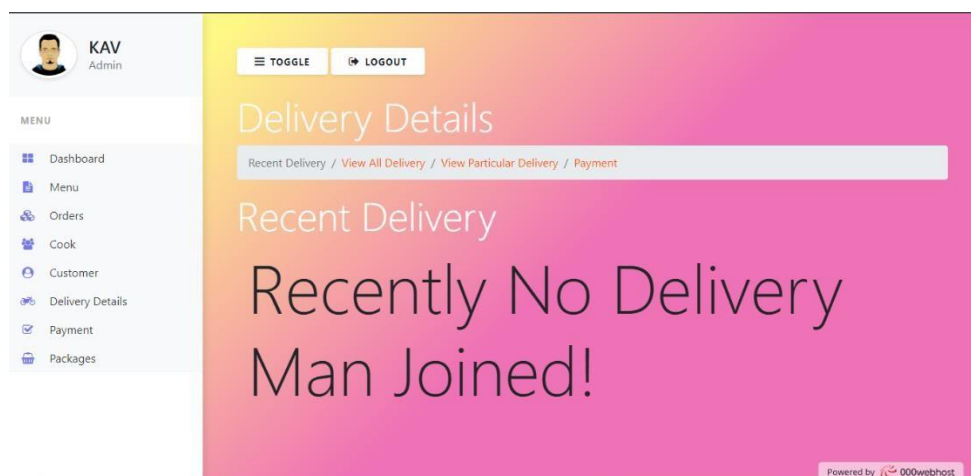 KAV
Admin
MENU
Dashboard
Menu
Orders
Cook
Customer
Delivery Details
Payment
Packages
TOGGLE
LOGOUT
Delivery Details
Recent Delivery / View All Delivery / View Particular Delivery / Payment
Recent Delivery
Recently No Delivery
Man Joined!
Powered by 000webhost